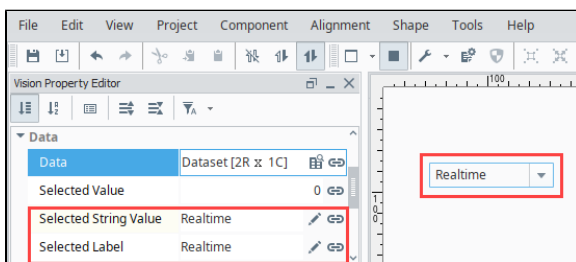 File Edit View Project Component Alignment Shape Tools Help
Vision Property Editor
100
Data
Data Dataset [2R x 1C]
Selected Value 0
Selected String Value Realtime
Selected Label Realtime
Realtime
100